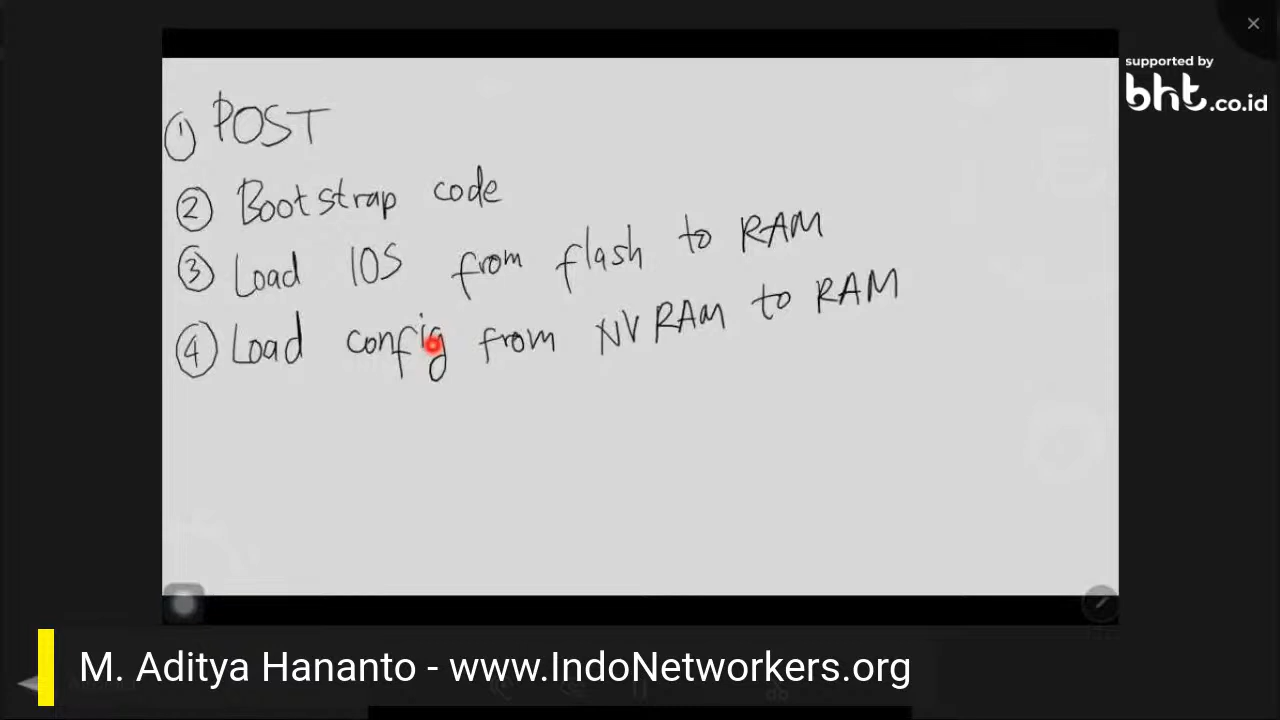 supported by
bht.co.id
① POST
② Bootstrap code
③ Load IOS from flash to RAM
④ Load config from NVRAM to RAM
M. Aditya Hananto - www.IndoNetworkers.org